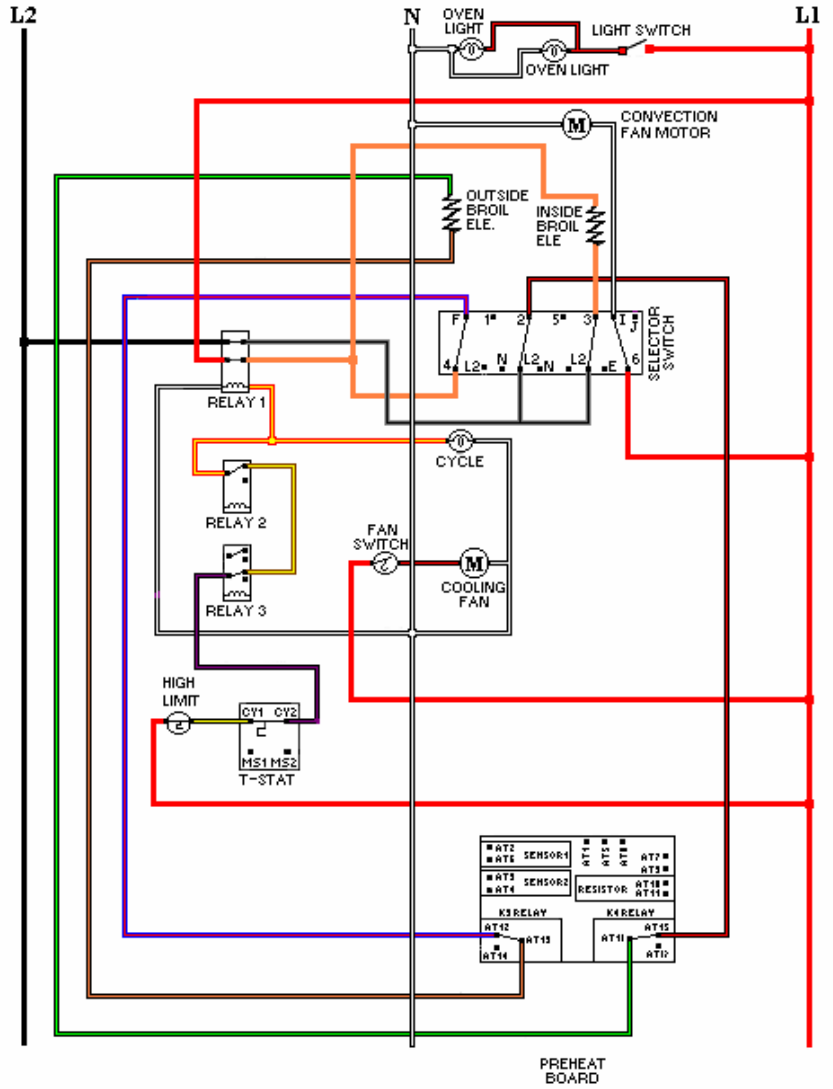 L2
N
L1
OVEN
LIGHT
LIGHT SWITCH
OVEN LIGHT
M
CONVECTION
FAN MOTOR
OUTSIDE
BROIL
ELE.
INSIDE
BROIL
ELE
F 1 2 5 3 I J
4 L2 N L2 N L2 E 6
SELECTOR
SWITCH
RELAY 1
CYCLE
RELAY 2
FAN
SWITCH
M
COOLING
FAN
RELAY 3
HIGH
LIMIT
CY1 CY2
MS1 MS2
T-STAT
AT2
AT6
SENSOR1
AT1
AT5
AT8
AT7
AT9
AT3
AT4
SENSOR2
RESISTOR
AT10
AT11
K3 RELAY
K4 RELAY
AT12
AT13
AT14
AT15
AT17
PREHEAT
BOARD